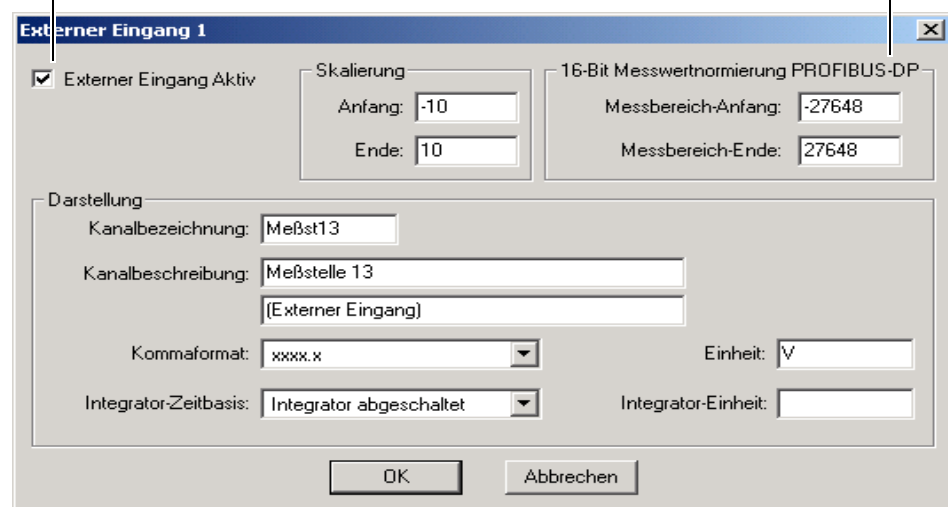 Externer Eingang 1
Externer Eingang Aktiv
Skalierung
Anfang: -10
Ende: 10
16-Bit Messwertnormierung PROFIBUS-DP
Messbereich-Anfang: -27648
Messbereich-Ende: 27648
Darstellung
Kanalbezeichnung: Meßst13
Kanalbeschreibung: Meßstelle 13
(Externer Eingang)
Kommaformat: xxxx.x
Einheit: V
Integrator-Zeitbasis: Integrator abgeschaltet
Integrator-Einheit:
OK
Abbrechen